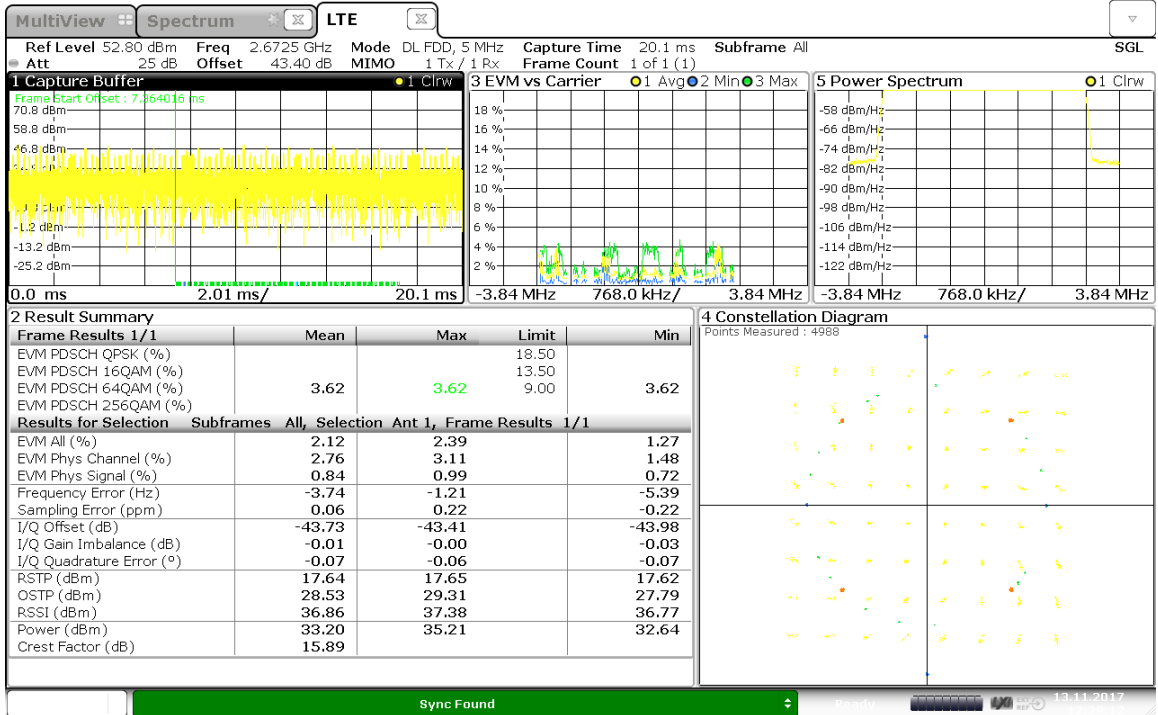 MultiView Spectrum LTE
Ref Level 52.80 dBm Freq 2.6725 GHz Mode DL FDD, 5 MHz Capture Time 20.1 ms Subframe All SGL
Att 25 dB Offset 43.40 dB MIMO 1 Tx / 1 Rx Frame Count 1 of 1 (1)
1 Capture Buffer 1 Clrw
Frame Start Offset : 7.364016 ms
70.8 dBm
58.8 dBm
46.8 dBm
-1.2 dBm
-13.2 dBm
-25.2 dBm
0.0 ms 2.01 ms/ 20.1 ms
3 EVM vs Carrier 1 Avg 2 Min 3 Max
18 %
16 %
14 %
12 %
10 %
8 %
6 %
4 %
2 %
-3.84 MHz 768.0 kHz/ 3.84 MHz
5 Power Spectrum 1 Clrw
-58 dBm/Hz
-66 dBm/Hz
-74 dBm/Hz
-82 dBm/Hz
-90 dBm/Hz
-98 dBm/Hz
-106 dBm/Hz
-114 dBm/Hz
-122 dBm/Hz
-3.84 MHz 768.0 kHz/ 3.84 MHz
2 Result Summary
Frame Results 1/1 Mean Max Limit Min
EVM PDSCH QPSK (%) 18.50
EVM PDSCH 16QAM (%) 13.50
EVM PDSCH 64QAM (%) 3.62 3.62 9.00 3.62
EVM PDSCH 256QAM (%)
Results for Selection Subframes All, Selection Ant 1, Frame Results 1/1
EVM All (%) 2.12 2.39 1.27
EVM Phys Channel (%) 2.76 3.11 1.48
EVM Phys Signal (%) 0.84 0.99 0.72
Frequency Error (Hz) -3.74 -1.21 -5.39
Sampling Error (ppm) 0.06 0.22 -0.22
I/Q Offset (dB) -43.73 -43.41 -43.98
I/Q Gain Imbalance (dB) -0.01 -0.00 -0.03
I/Q Quadrature Error (º) -0.07 -0.06 -0.07
RSTP (dBm) 17.64 17.65 17.62
OSTP (dBm) 28.53 29.31 27.79
RSSI (dBm) 36.86 37.38 36.77
Power (dBm) 33.20 35.21 32.64
Crest Factor (dB) 15.89
4 Constellation Diagram
Points Measured : 4988
Sync Found Ready LXI EXT REF 13.11.2017